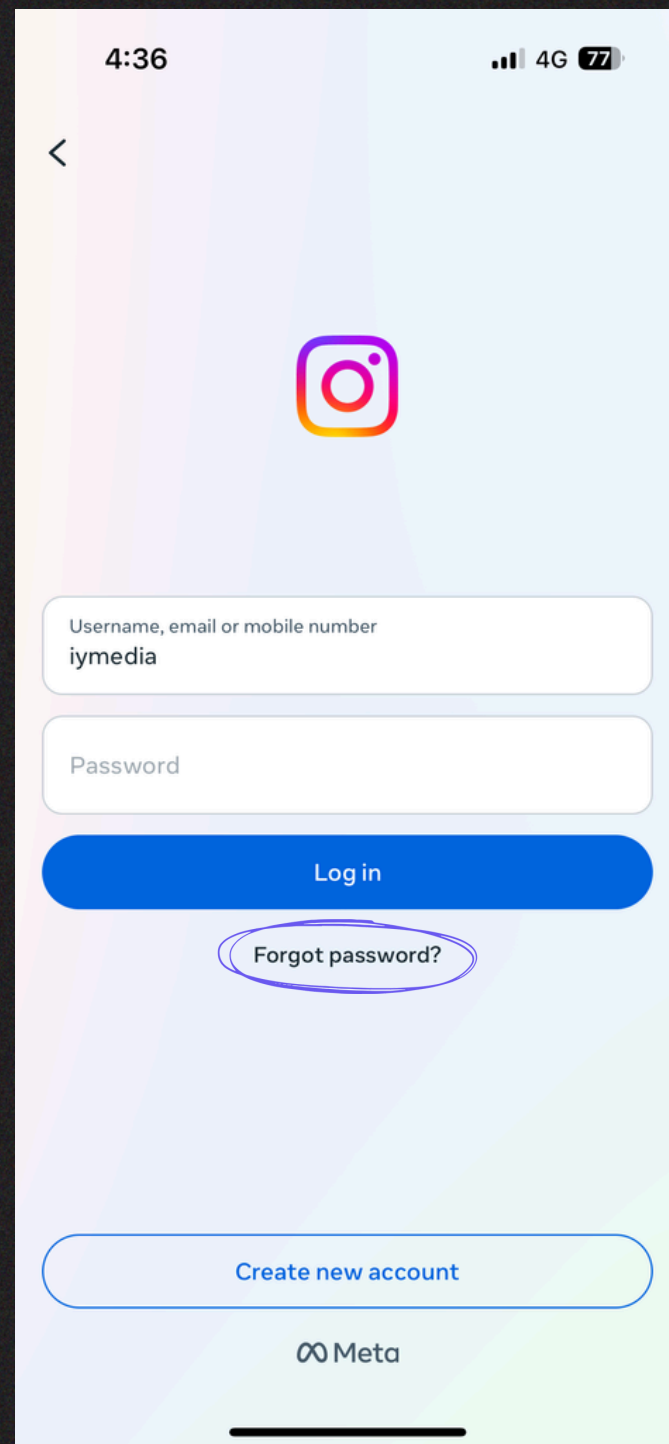 4:36 4G 77
Username, email or mobile number
iymedia
Password
Log in
Forgot password?
Create new account
Meta